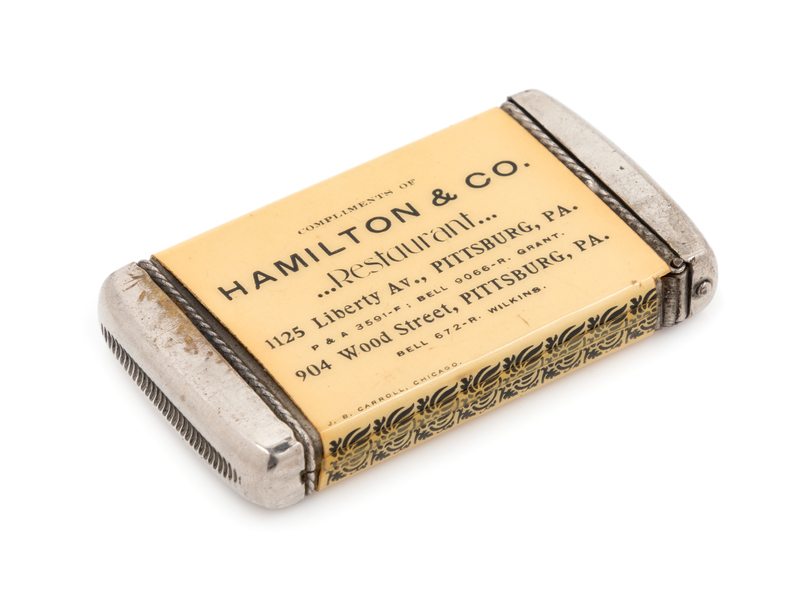 COMPLIMENTS OF
HAMILTON & CO.
...Restaurant...
1125 Liberty Av., PITTSBURG, PA.
P & A 3591-F; BELL 9066-R. GRANT.
904 Wood Street, PITTSBURG, PA.
BELL 672-R. WILKINS.
J. B. CARROLL, CHICAGO.